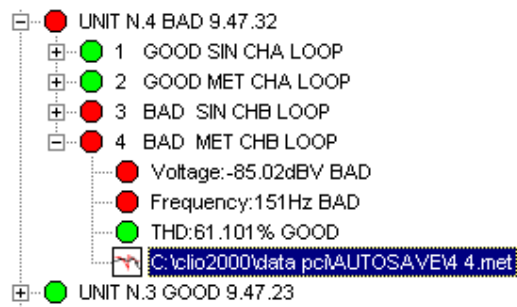 UNIT N.4 BAD 9.47.32
1 GOOD SIN CHA LOOP
2 GOOD MET CHA LOOP
3 BAD SIN CHB LOOP
4 BAD MET CHB LOOP
Voltage:-85.02dBV BAD
Frequency:151Hz BAD
THD:61.101% GOOD
C:\clio2000\data pci\AUTOSAVE\4 4.met
UNIT N.3 GOOD 9.47.23